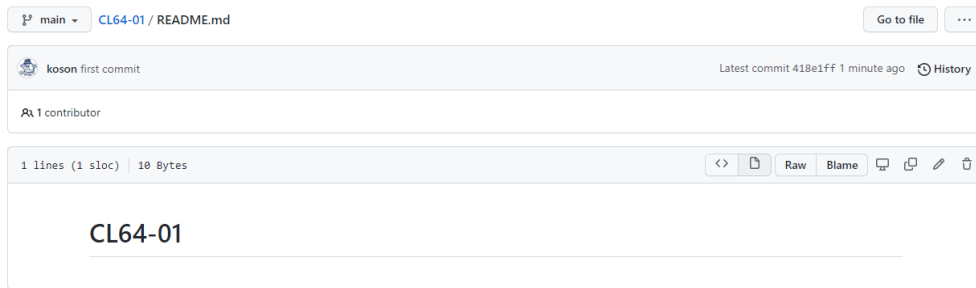 main CL64-01 / README.md Go to file ...
koson first commit Latest commit 418e1ff 1 minute ago History
1 contributor
1 lines (1 sloc) 10 Bytes <> Raw Blame
CL64-01